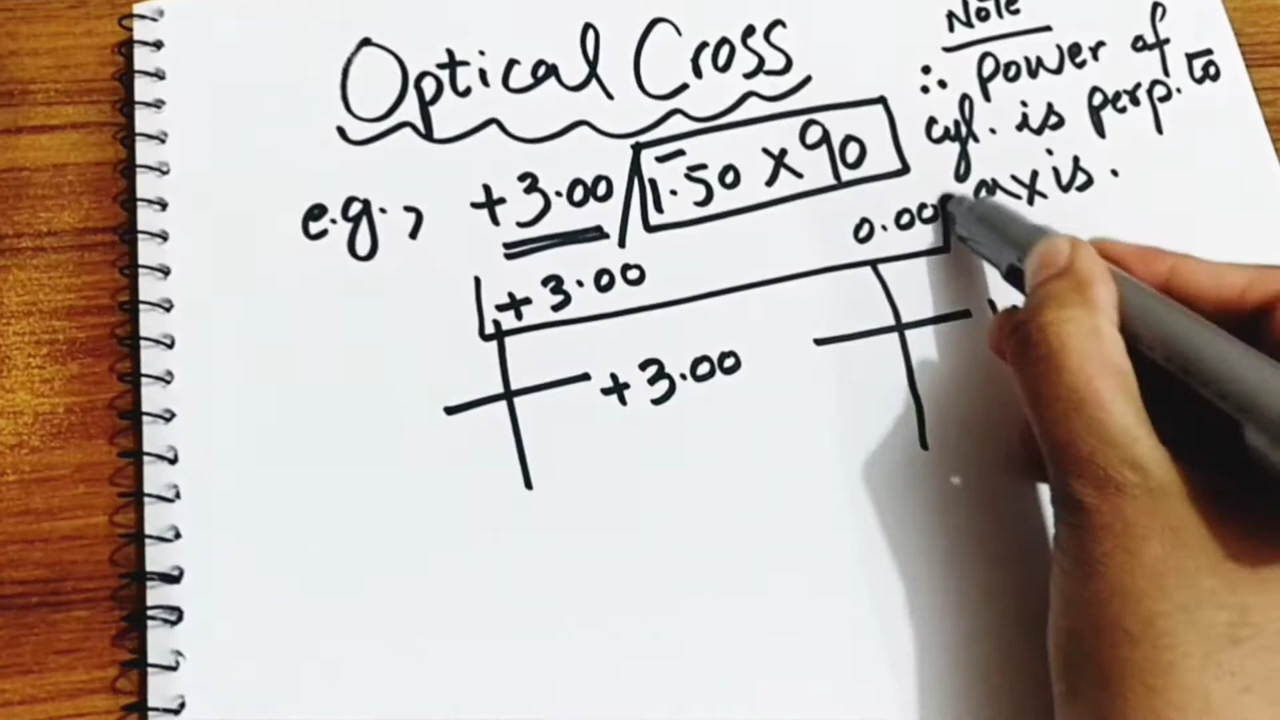 Optical Cross
e.g., +3.00 / -1.50 x 90
+3.00
0.00
+3.00
Note
∴ power of
cyl. is perp. to
axis.